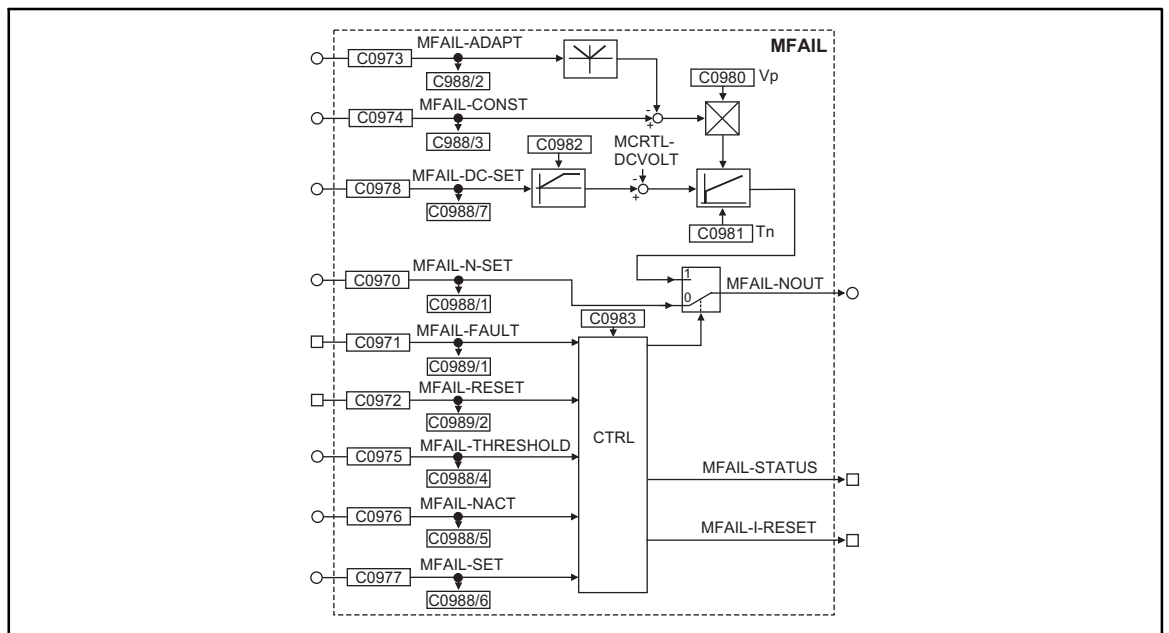 MFAIL
MFAIL-ADAPT
C0973
C988/2
C0980 Vp
MFAIL-CONST
-
+
C0974
C988/3
C0982
MCRTL-
DCVOLT
MFAIL-DC-SET
-
+
C0978
C0988/7
C0981 Tn
MFAIL-N-SET
C0970
C0988/1
1
0
MFAIL-NOUT
C0983
MFAIL-FAULT
C0971
C0989/1
MFAIL-RESET
C0972
C0989/2
CTRL
MFAIL-THRESHOLD
C0975
C0988/4
MFAIL-STATUS
MFAIL-NACT
C0976
C0988/5
MFAIL-I-RESET
MFAIL-SET
C0977
C0988/6